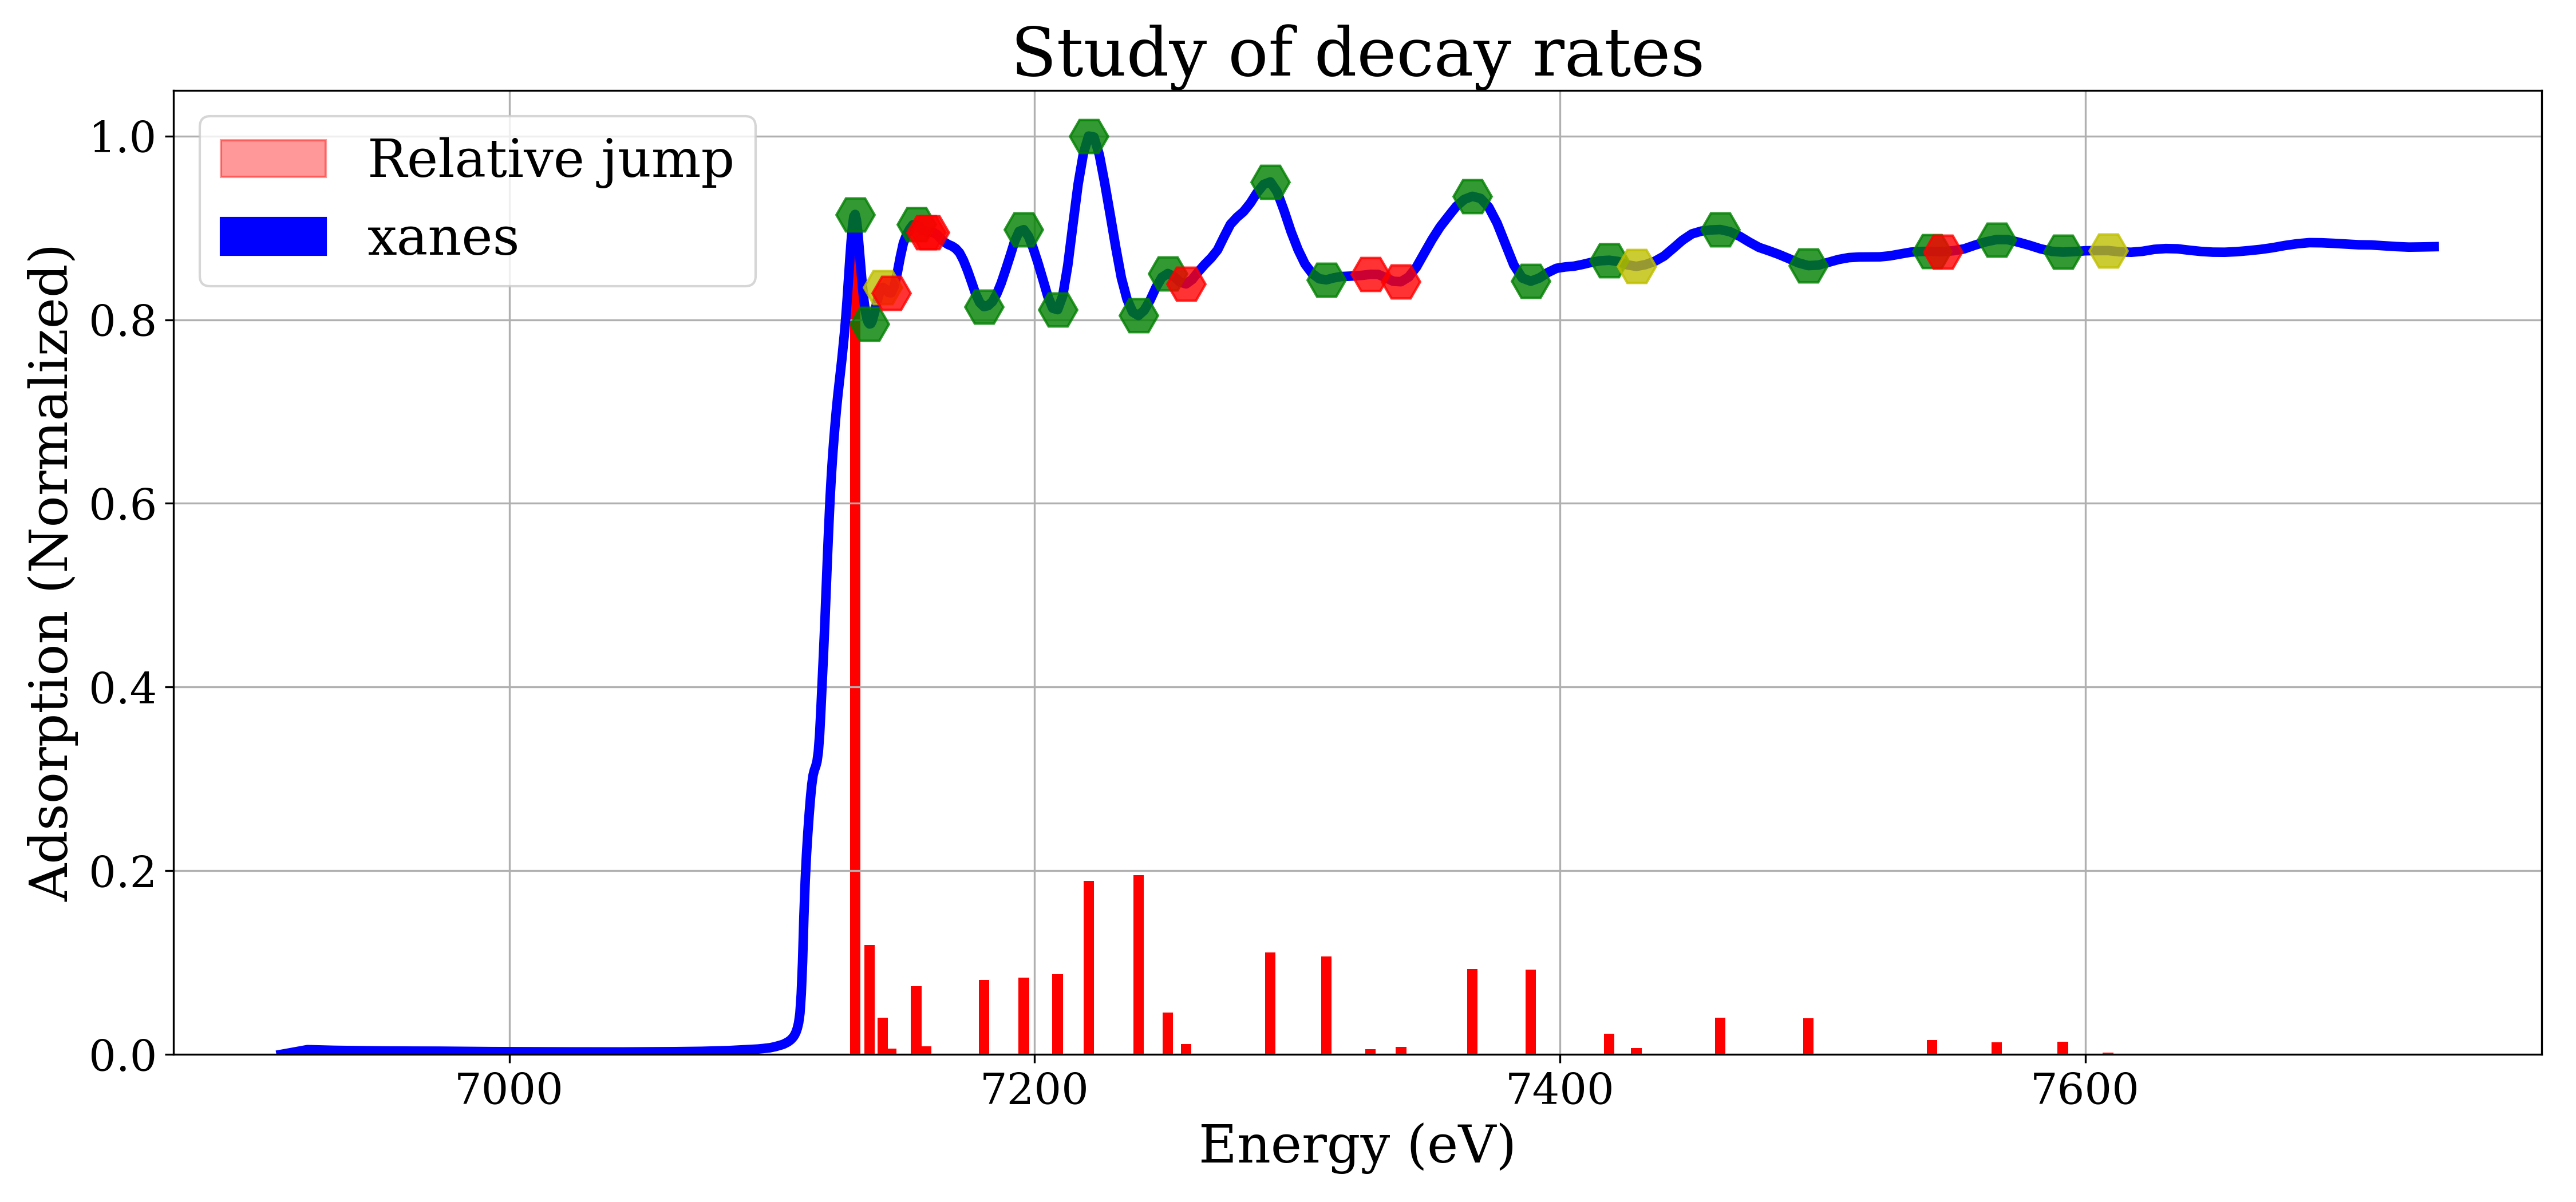 Study of decay rates
Relative jump
xanes
Adsorption (Normalized)
1.0
0.8
0.6
0.4
0.2
0.0
7000
7200
7400
7600
Energy (eV)